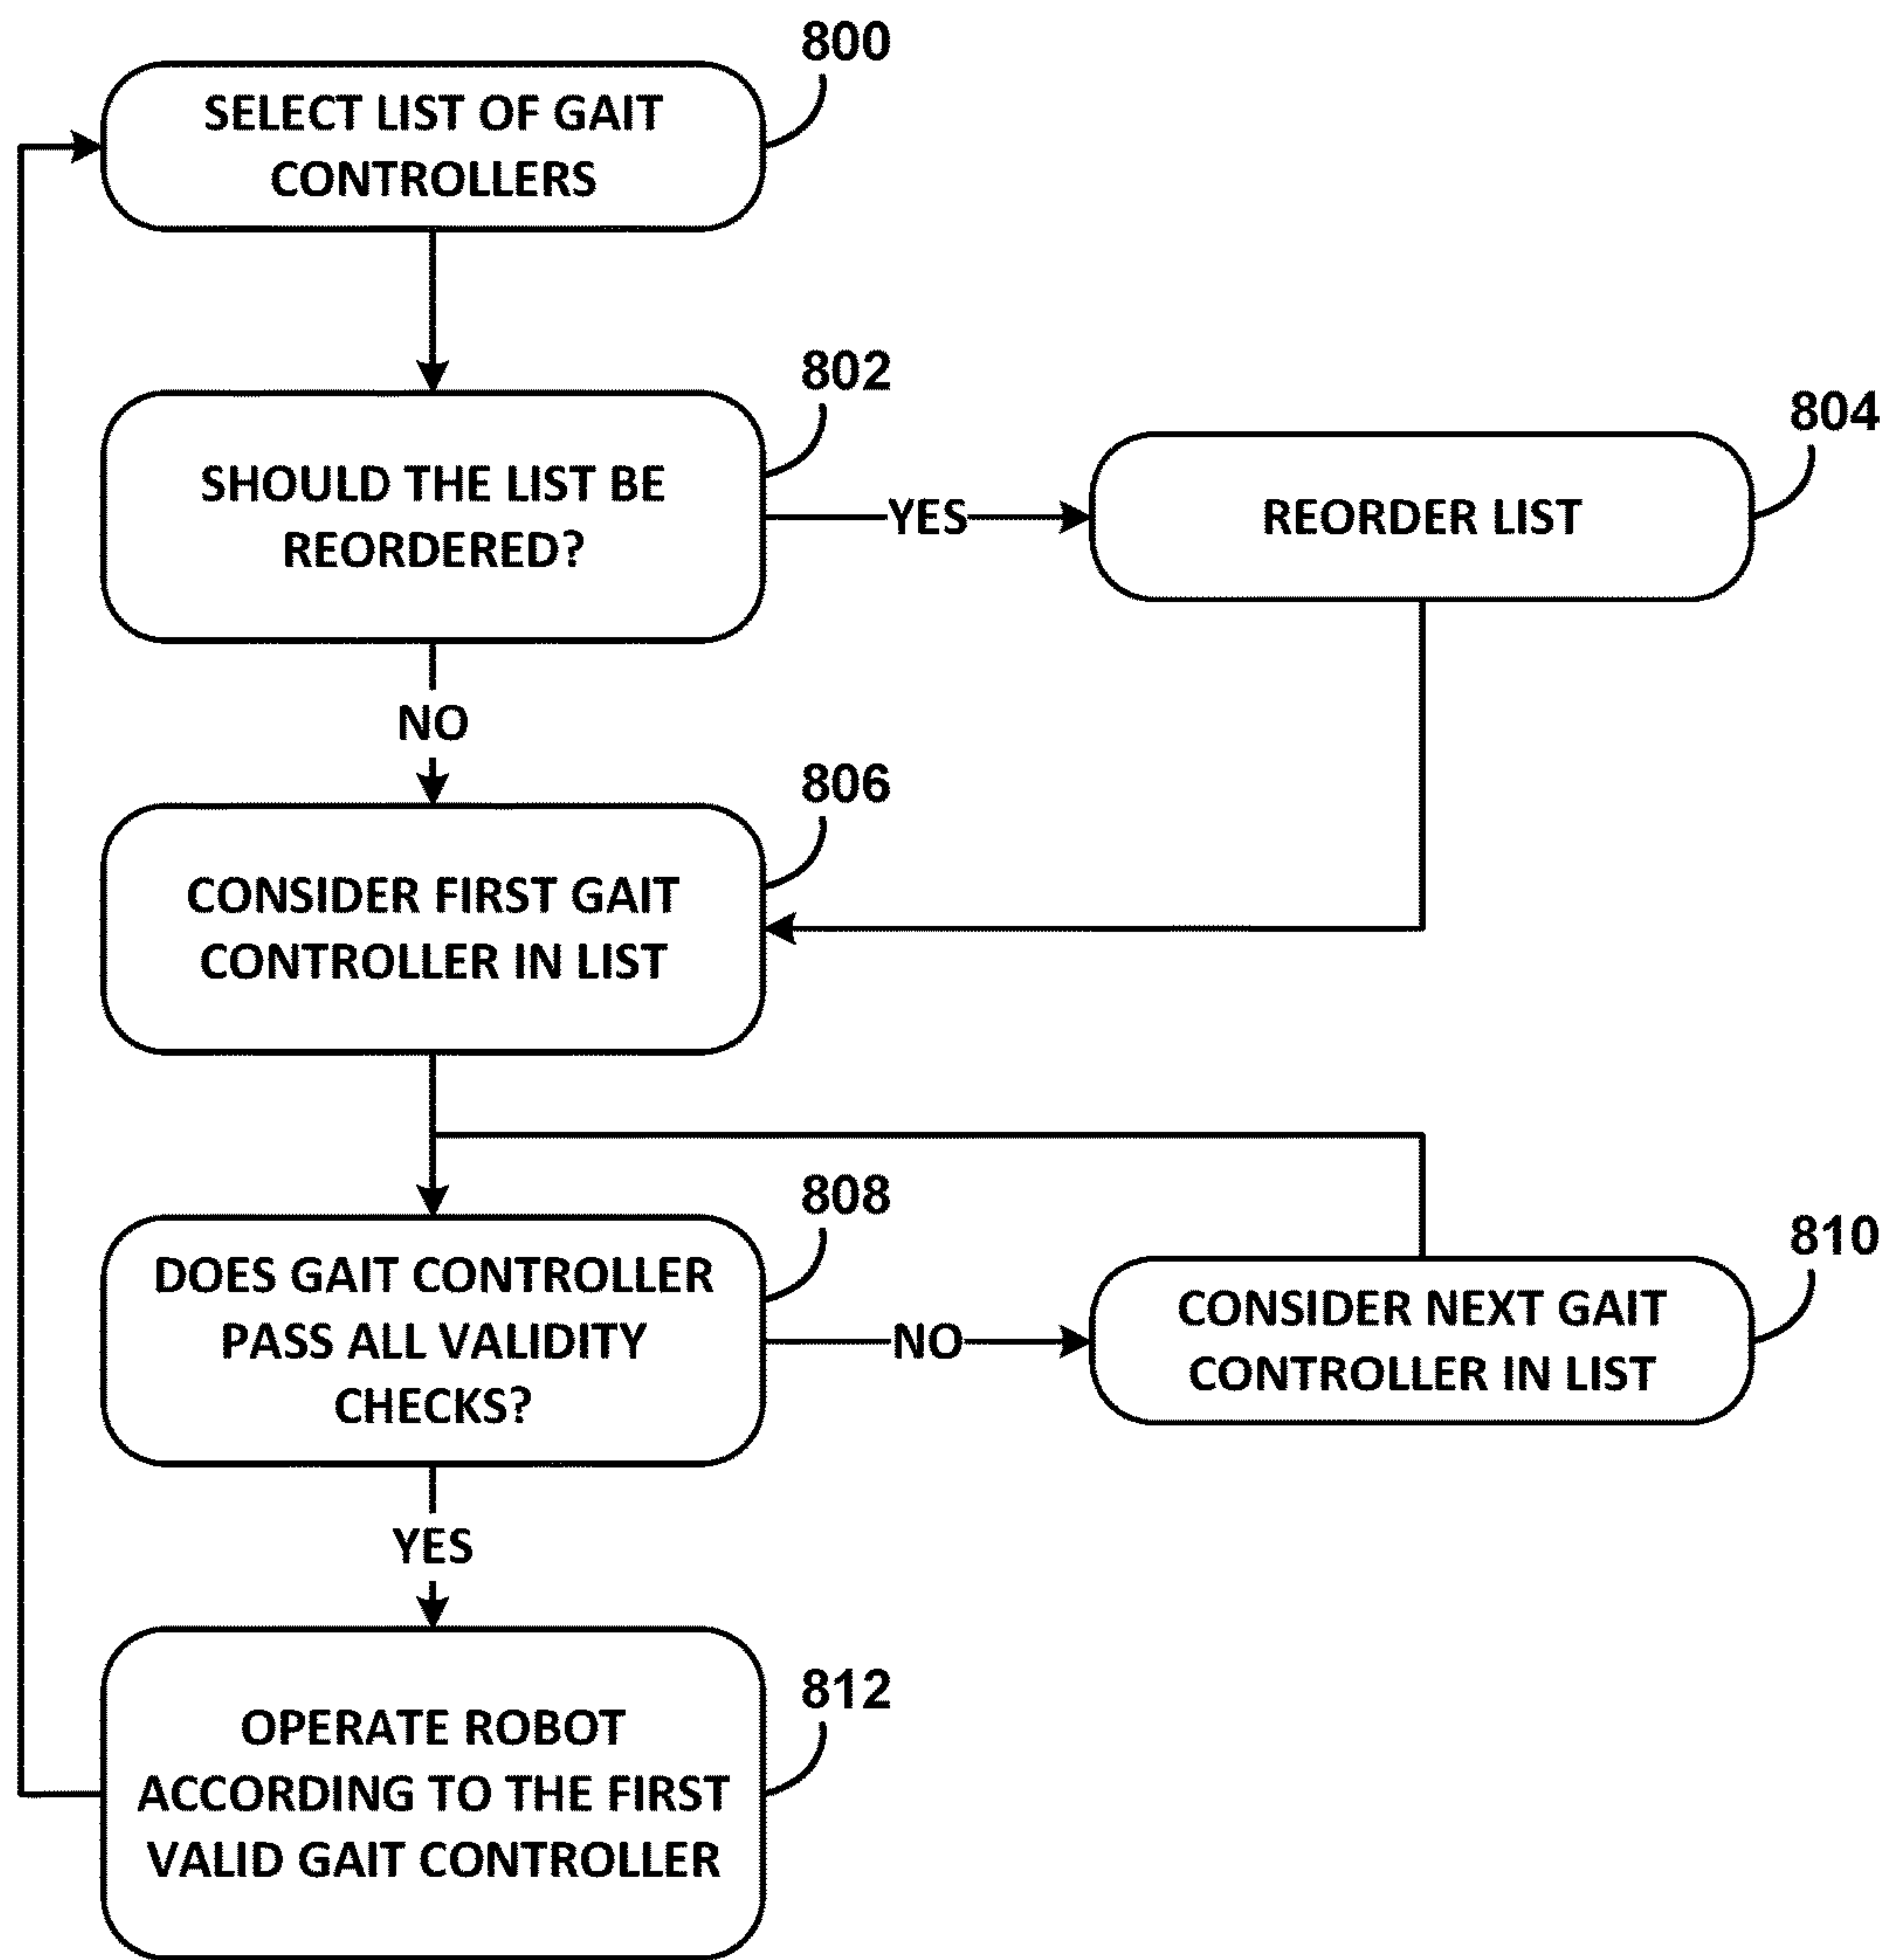 800
SELECT LIST OF GAIT
CONTROLLERS
802
SHOULD THE LIST BE
REORDERED?
YES
804
REORDER LIST
NO
806
CONSIDER FIRST GAIT
CONTROLLER IN LIST
808
DOES GAIT CONTROLLER
PASS ALL VALIDITY
CHECKS?
NO
810
CONSIDER NEXT GAIT
CONTROLLER IN LIST
YES
812
OPERATE ROBOT
ACCORDING TO THE FIRST
VALID GAIT CONTROLLER